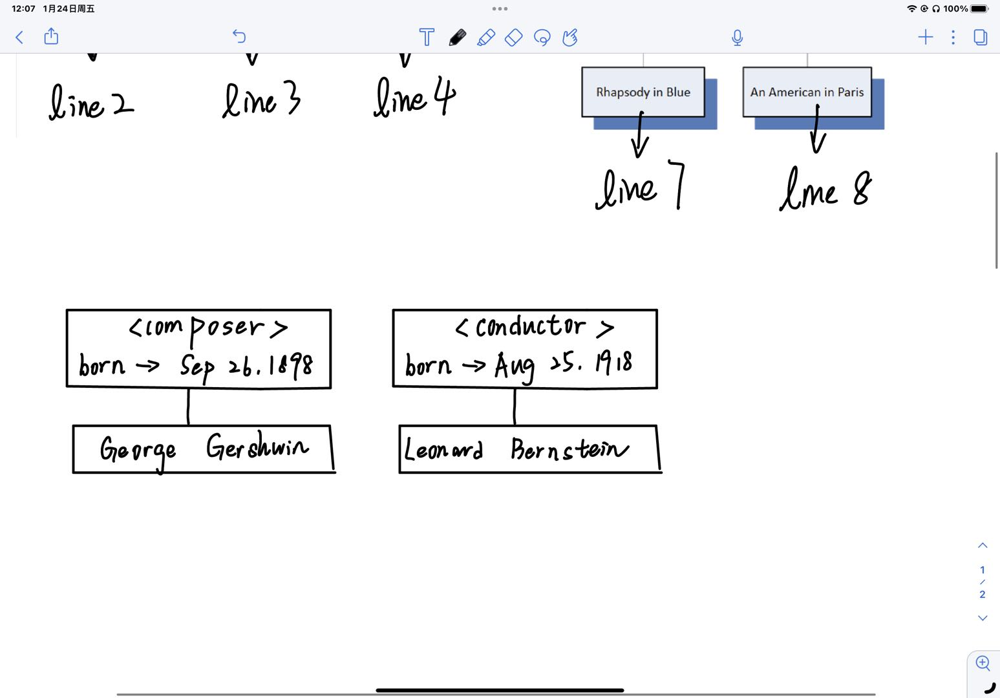 12:07 1月24日周五
100%
line 2
line 3
line 4
Rhapsody in Blue
An American in Paris
line 7
line 8
<composer>
born → Sep 26. 1898
George Gershwin
<conductor>
born → Aug 25. 1918
Leonard Bernstein
1
/
2